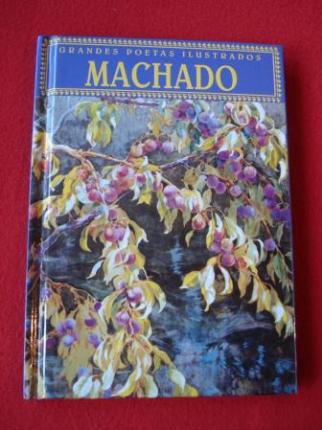 GRANDES POETAS ILUSTRADOS
MACHADO